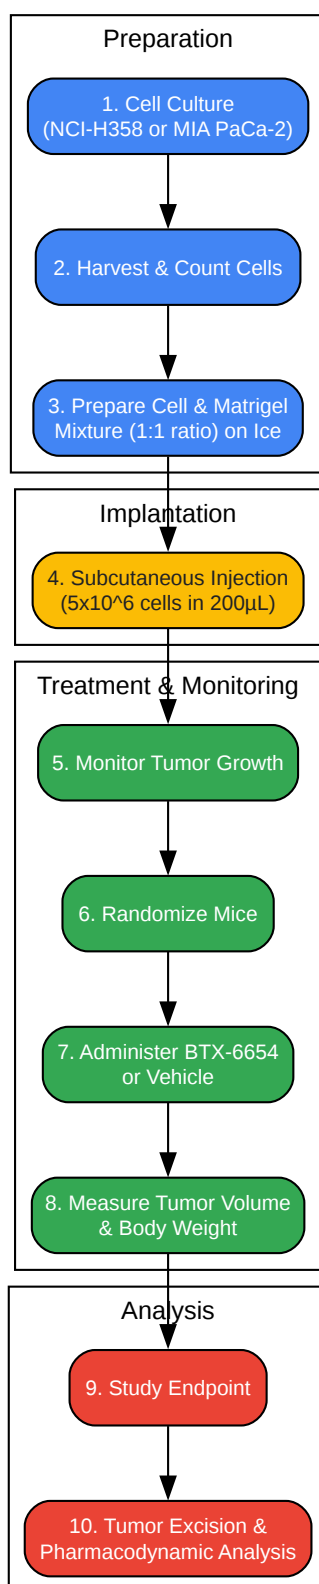 Preparation
1. Cell Culture
(NCI-H358 or MIA PaCa-2)
2. Harvest & Count Cells
3. Prepare Cell & Matrigel
Mixture (1:1 ratio) on Ice
Implantation
4. Subcutaneous Injection
(5x10^6 cells in 200µL)
Treatment & Monitoring
5. Monitor Tumor Growth
6. Randomize Mice
7. Administer BTX-6654
or Vehicle
8. Measure Tumor Volume
& Body Weight
Analysis
9. Study Endpoint
10. Tumor Excision &
Pharmacodynamic Analysis